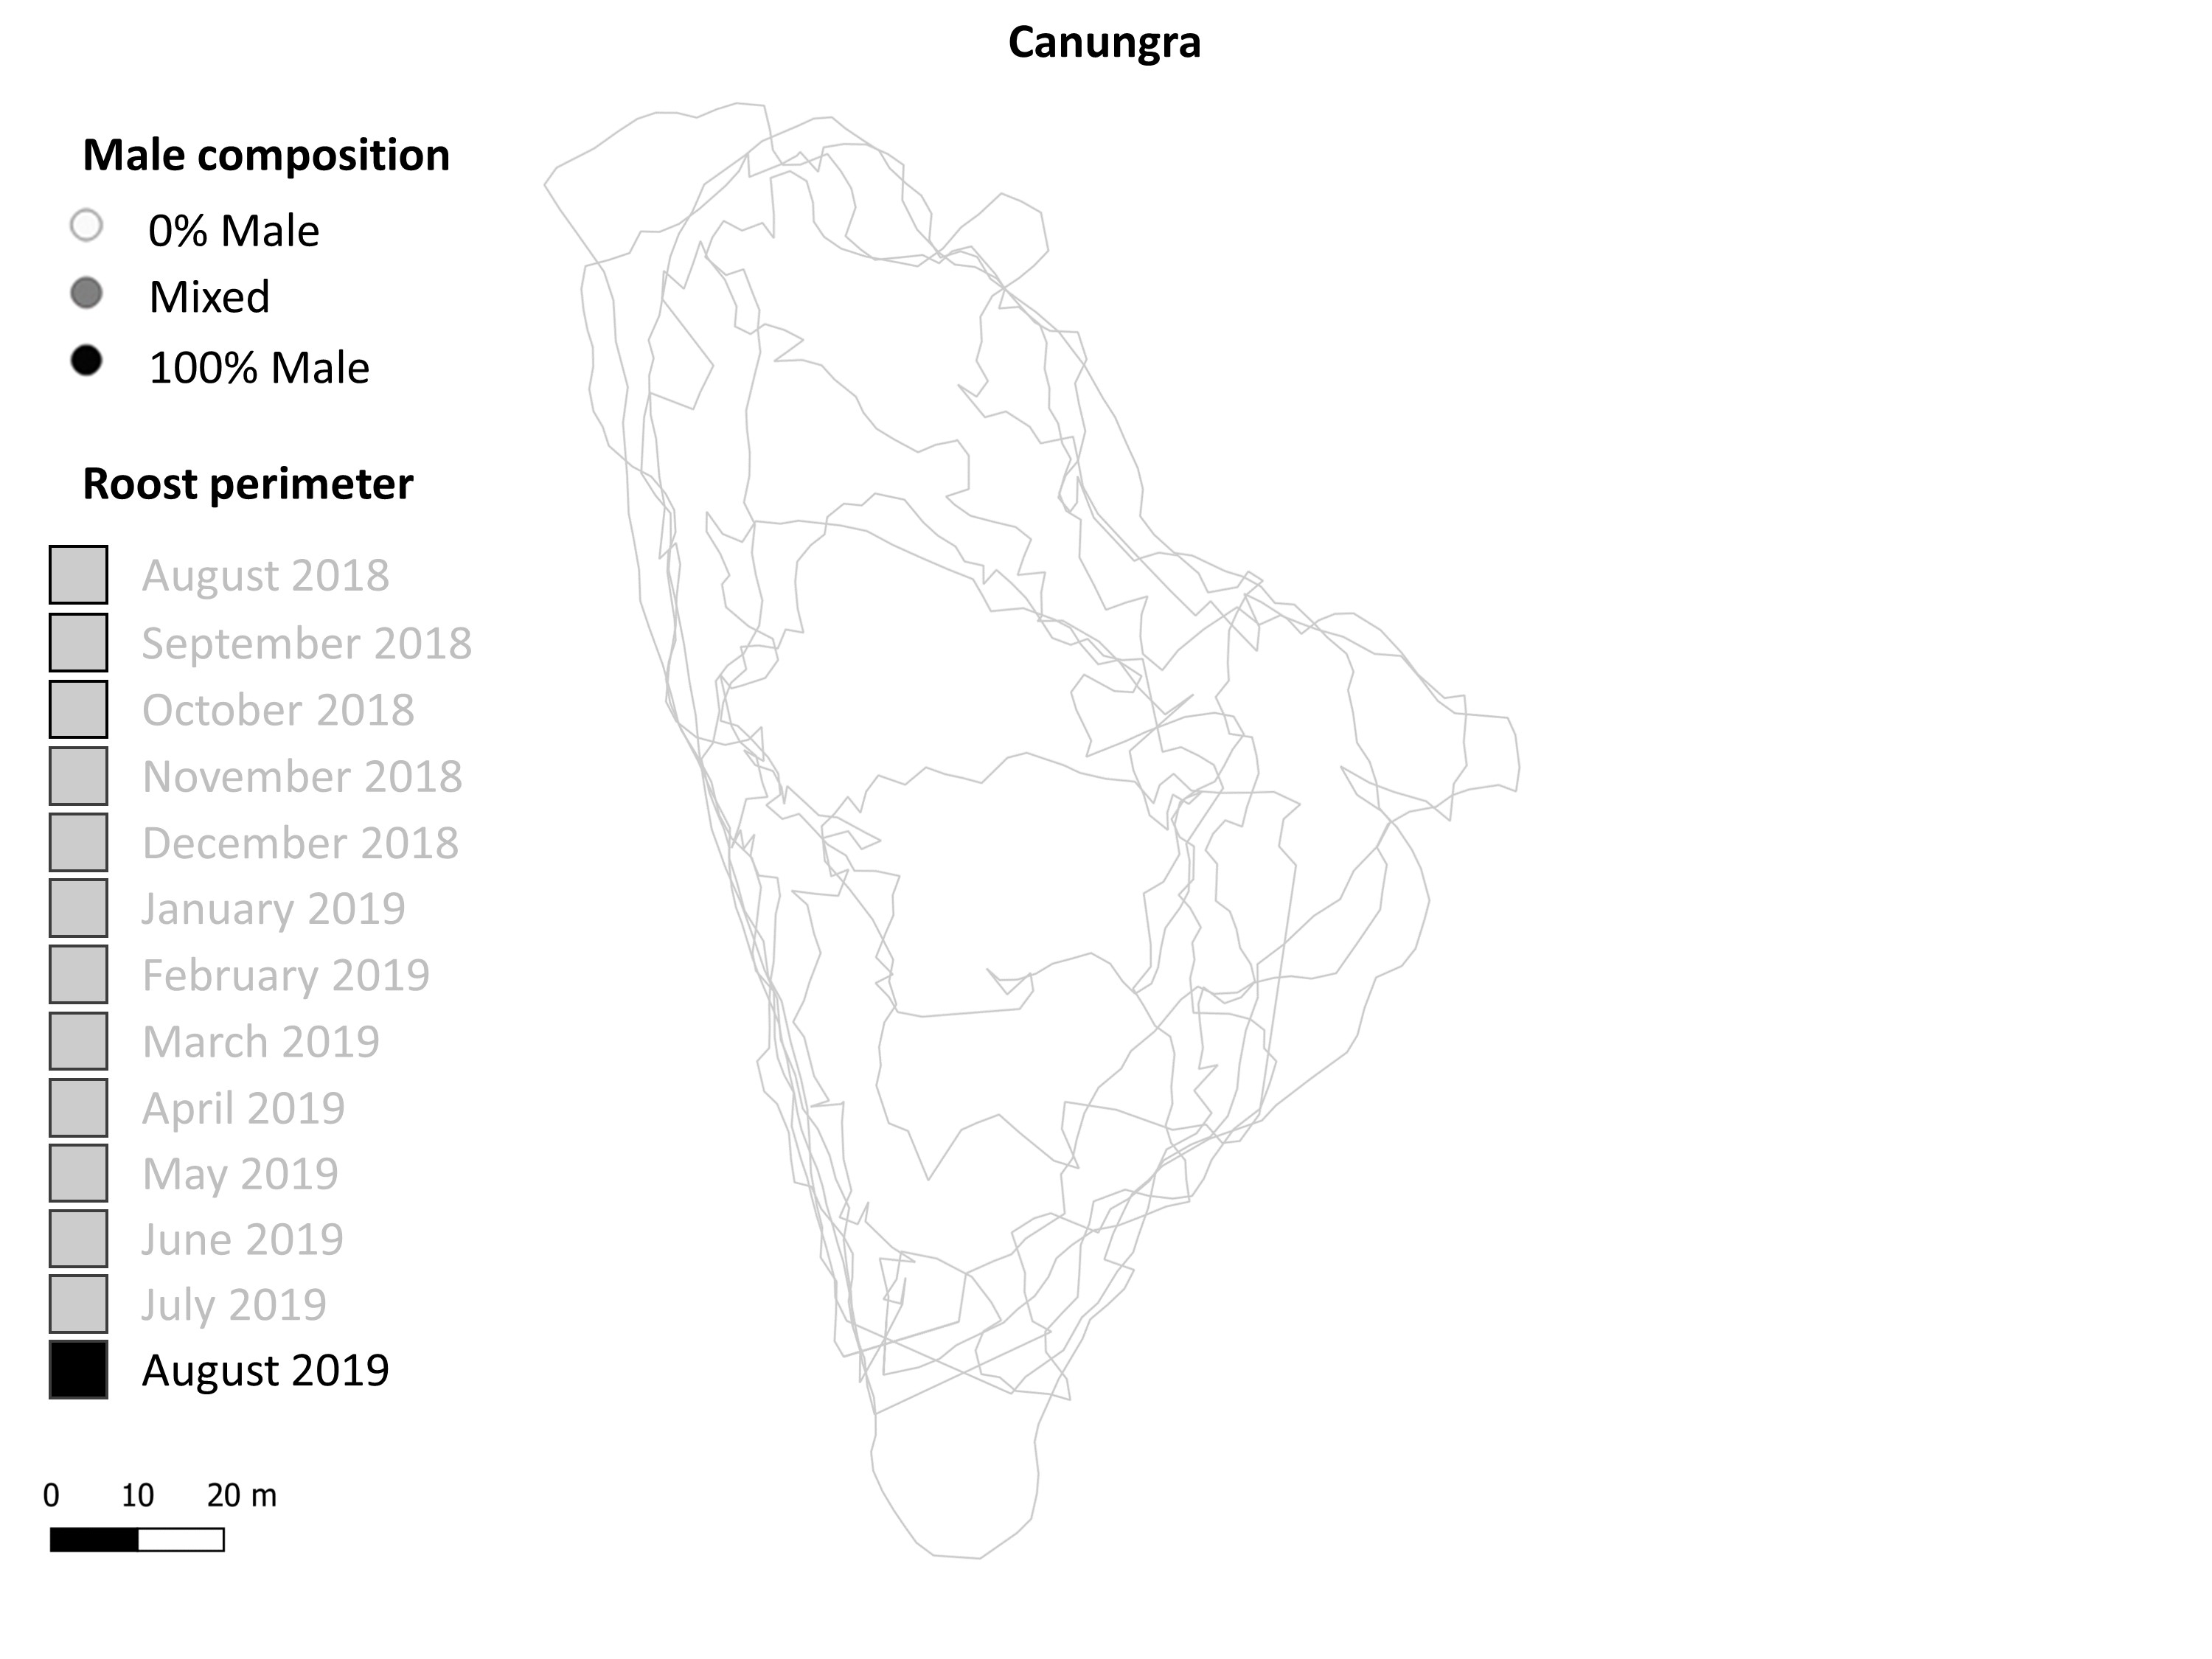 Canungra
Male composition
0% Male
Mixed
100% Male
Roost perimeter
August 2018
September 2018
October 2018
November 2018
December 2018
January 2019
February 2019
March 2019
April 2019
May 2019
June 2019
July 2019
August 2019
0 10 20 m